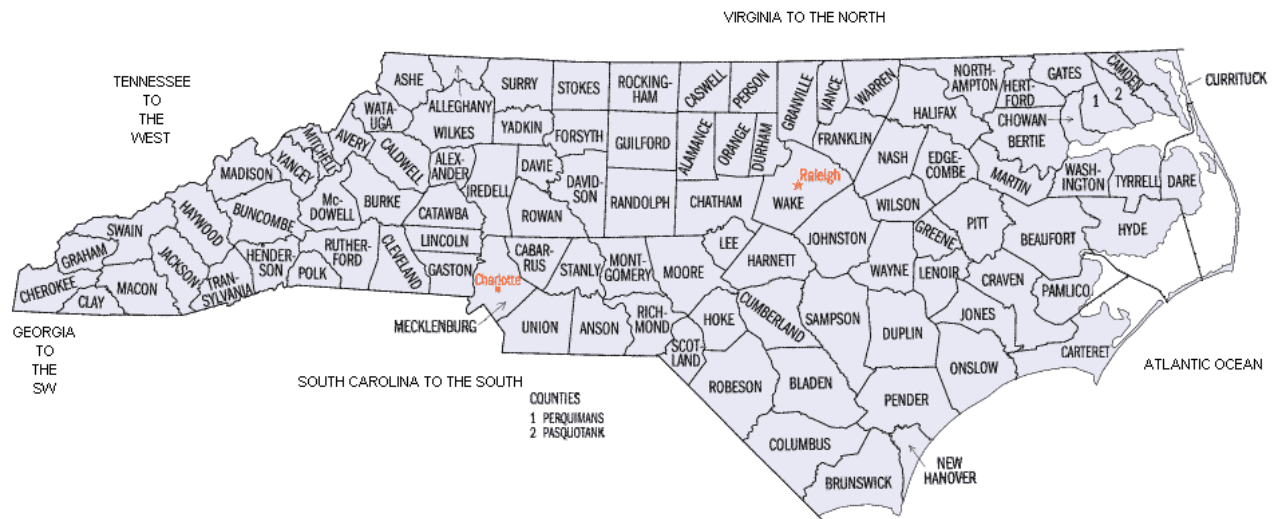 VIRGINIA TO THE NORTH
TENNESSEE
TO
THE
WEST
ASHE
ALLEGHANY
SURRY
STOKES
ROCKING-
HAM
CASWELL
PERSON
GRANVILLE
VANCE
WARREN
NORTH-
AMPTON
HERT-
FORD
GATES
CAMDEN
CURRITUCK
WATA-
UGA
WILKES
YADKIN
FORSYTH
GUILFORD
ALAMANCE
ORANGE
DURHAM
FRANKLIN
HALIFAX
CHOWAN
BERTIE
1
2
MITCHELL
AVERY
CALDWELL
ALEX-
ANDER
IREDELL
DAVIE
DAVID-
SON
RANDOLPH
CHATHAM
WAKE
Raleigh
NASH
EDGE-
COMBE
MARTIN
WASH-
INGTON
TYRRELL
DARE
MADISON
YANCEY
McDOWELL
BURKE
CATAWBA
ROWAN
WILSON
PITT
BEAUFORT
HYDE
SWAIN
HAYWOOD
BUNCOMBE
RUTHER-
FORD
CLEVELAND
LINCOLN
CABAR-
RUS
STANLY
MONT-
GOMERY
MOORE
LEE
HARNETT
JOHNSTON
GREENE
GRAHAM
JACKSON
TRAN-
SYLVANIA
HENDER-
SON
POLK
GASTON
Charlotte
WAYNE
LENOIR
CRAVEN
PAMLICO
CHEROKEE
CLAY
MACON
MECKLENBURG
UNION
ANSON
RICH-
MOND
SCOT-
LAND
HOKE
CUMBERLAND
SAMPSON
DUPLIN
JONES
ONSLOW
CARTERET
GEORGIA
TO
THE
SW
SOUTH CAROLINA TO THE SOUTH
ATLANTIC OCEAN
ROBESON
BLADEN
PENDER
COLUMBUS
BRUNSWICK
NEW
HANOVER
COUNTIES
1 PERQUIMANS
2 PASQUOTANK